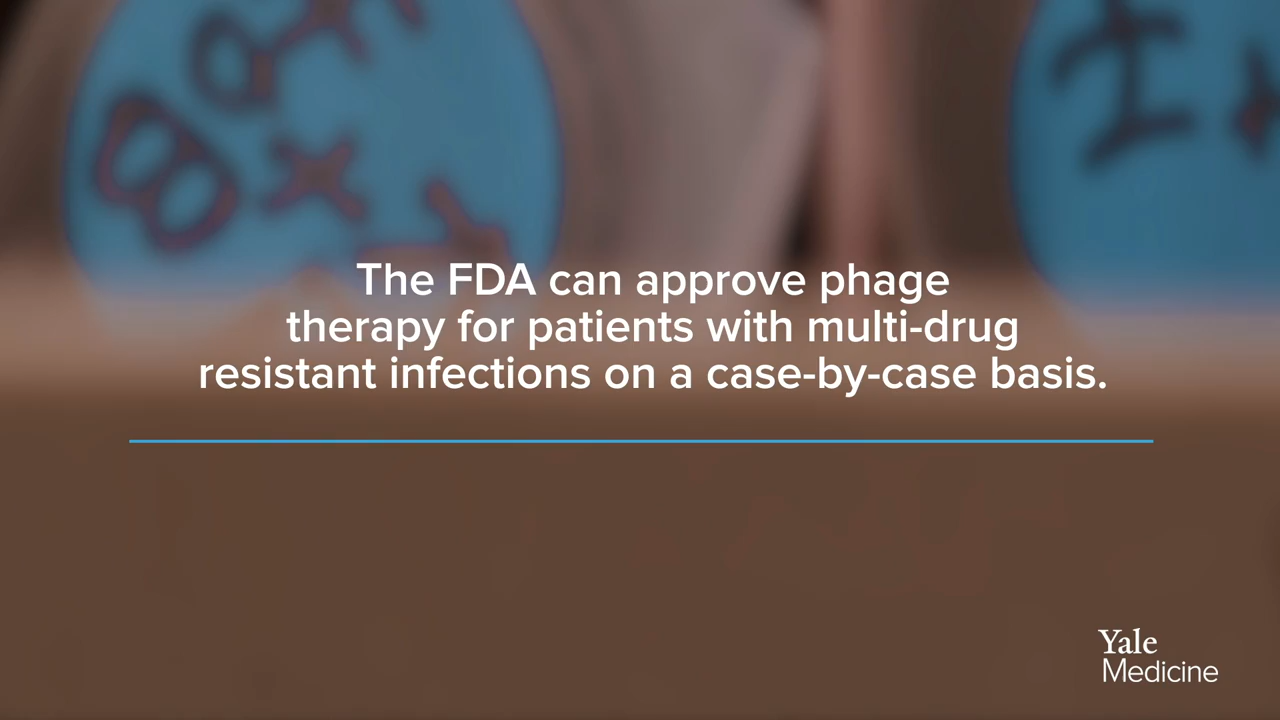 The FDA can approve phage
therapy for patients with multi-drug
resistant infections on a case-by-case basis.
Yale
Medicine